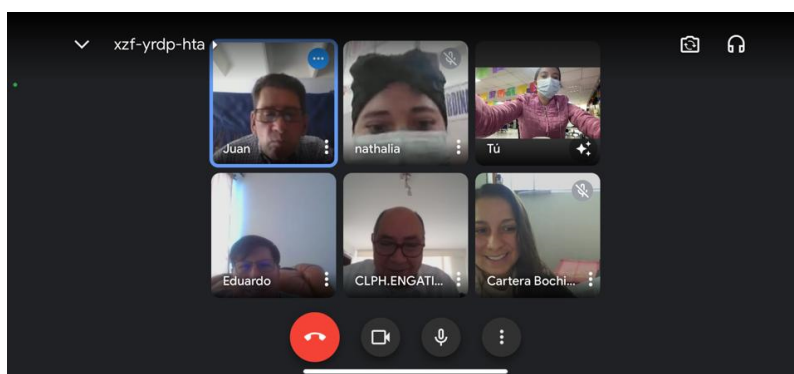 xzf-yrdp-hta
Juan
nathalia
Tú
Eduardo
CLPH.ENGATI...
Cartera Bochi...